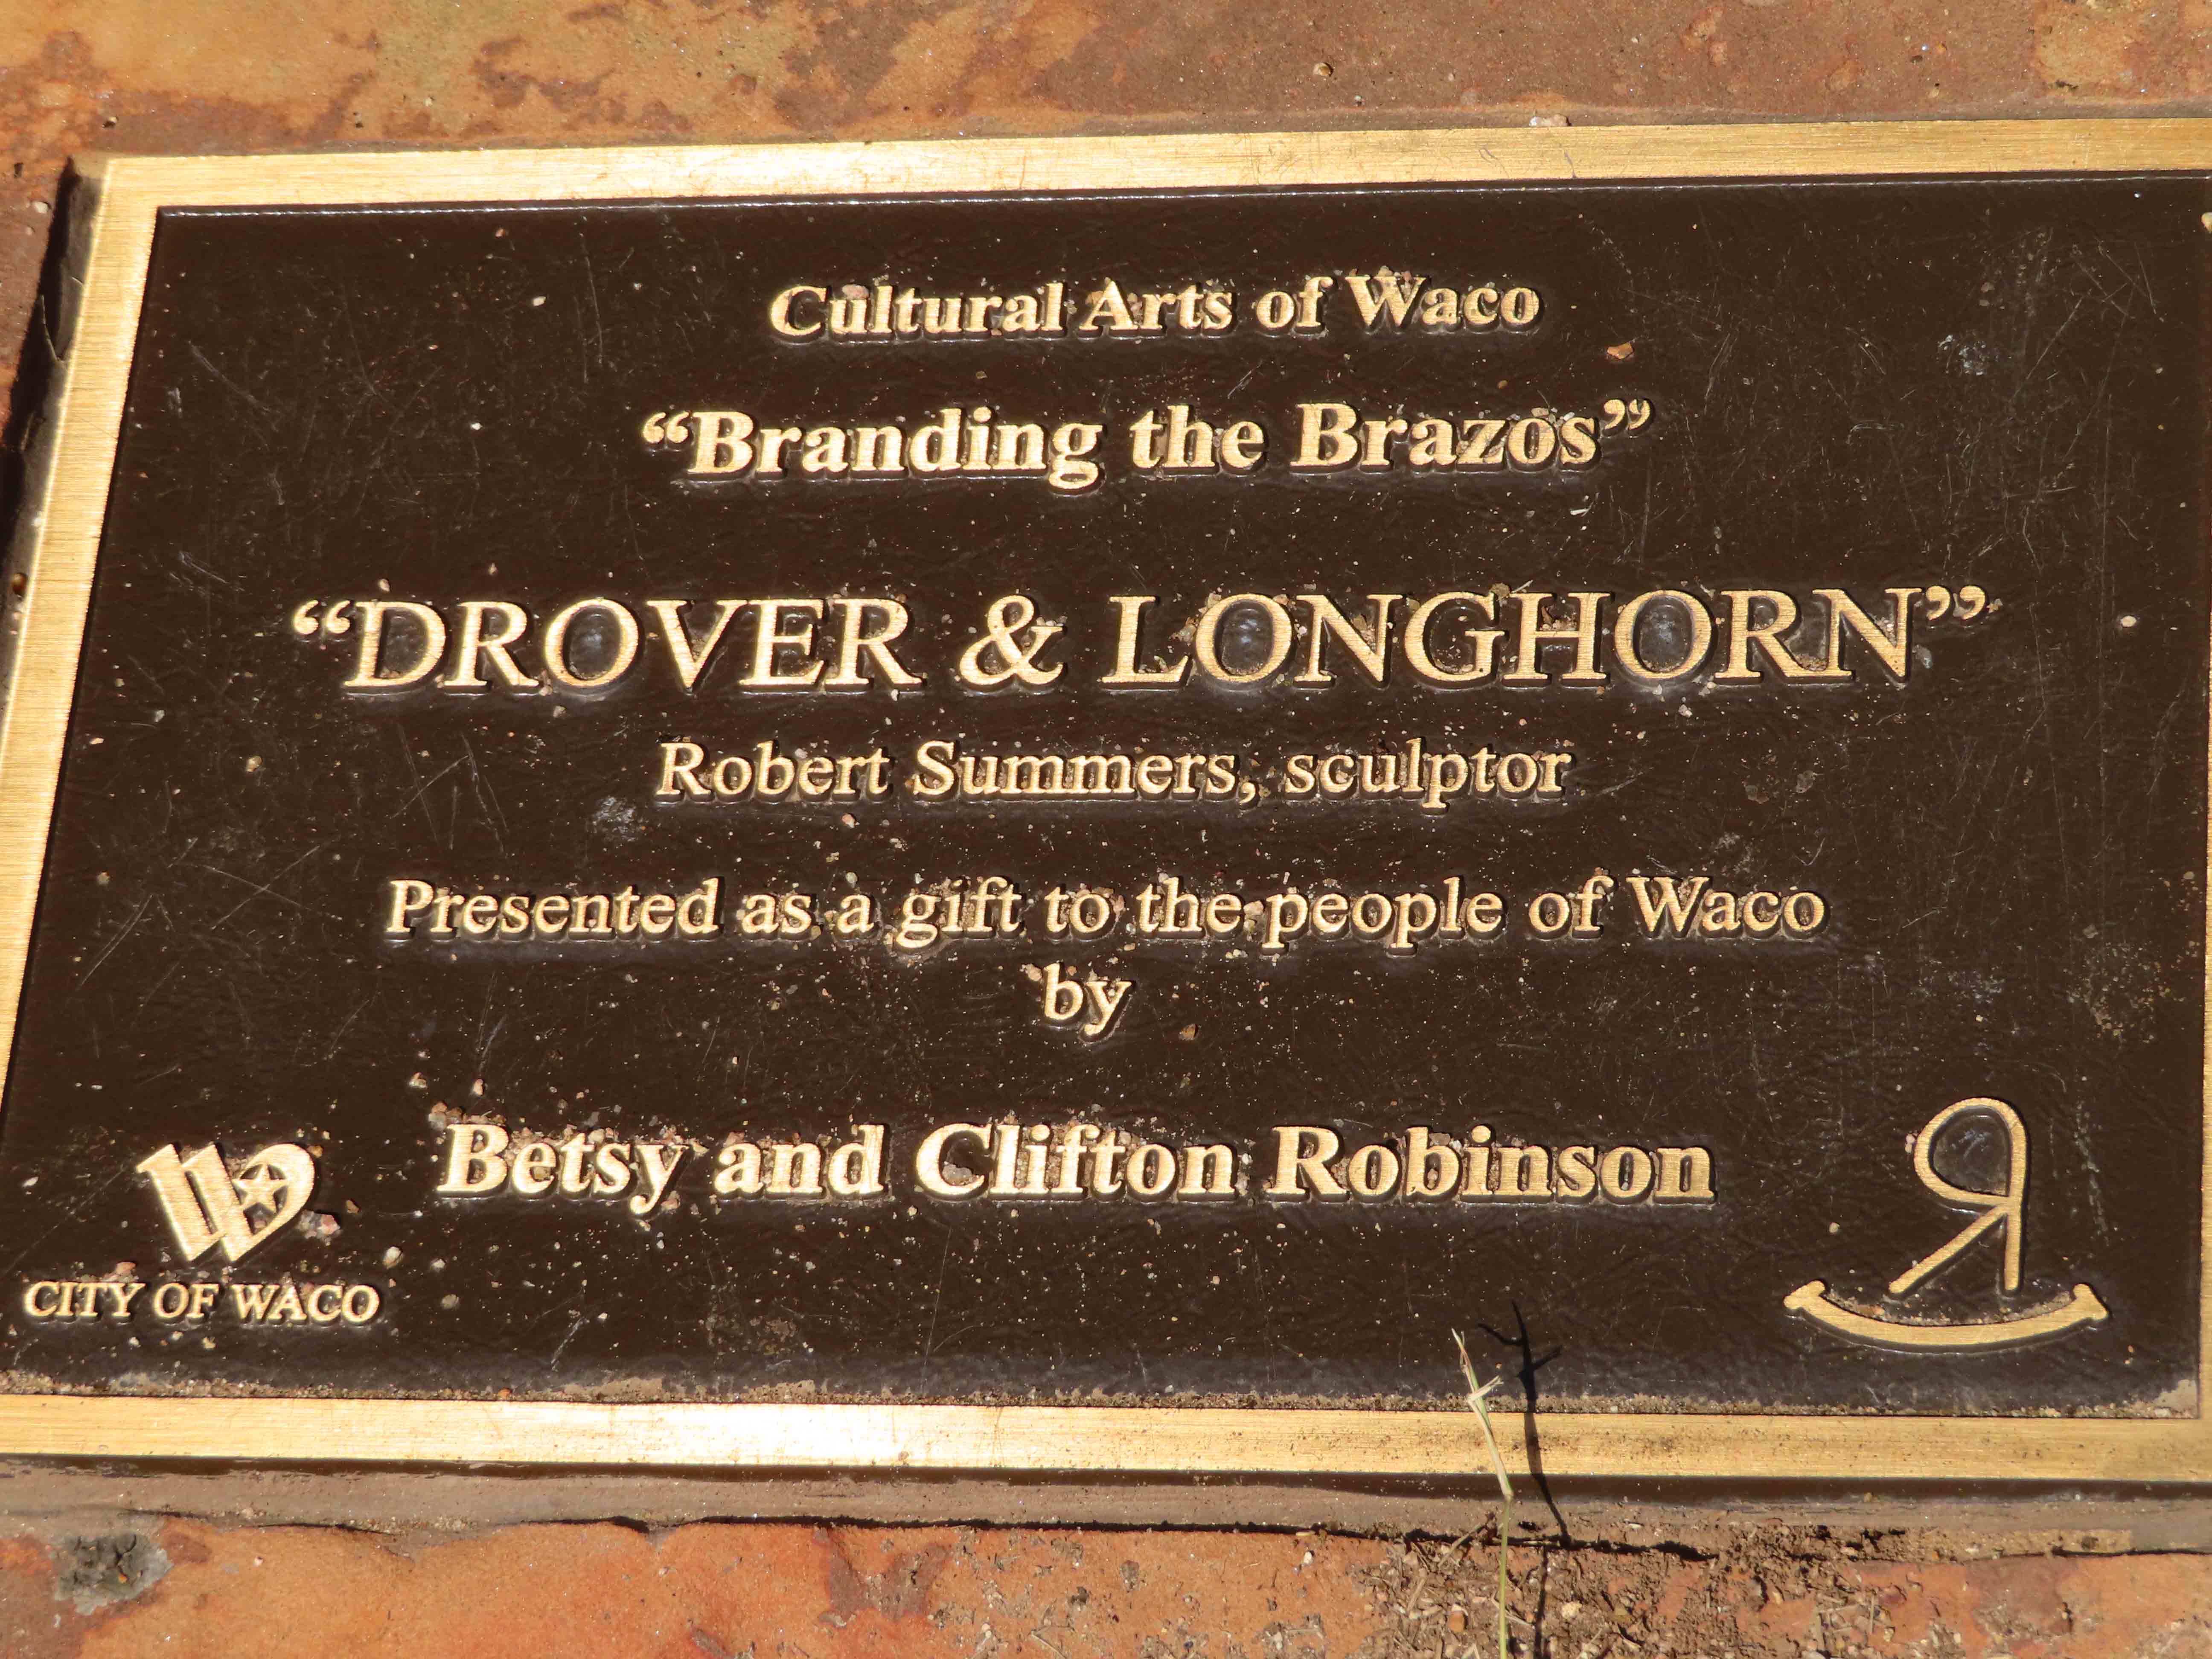 Cultural Arts of Waco
“Branding the Brazos”
“DROVER & LONGHORN”
Robert Summers, sculptor
Presented as a gift to the people of Waco
by
Betsy and Clifton Robinson
W
CITY OF WACO
Я